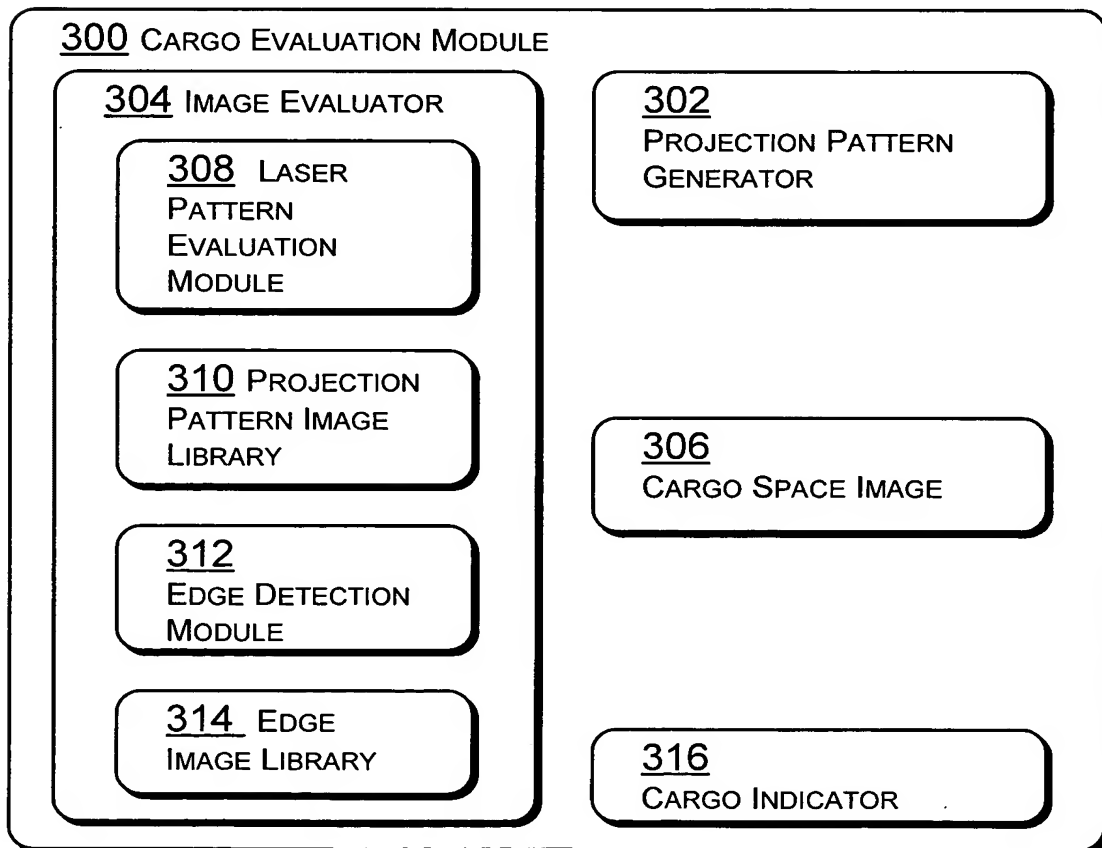 300 CARGO EVALUATION MODULE
304 IMAGE EVALUATOR
308 LASER
PATTERN
EVALUATION
MODULE
310 PROJECTION
PATTERN IMAGE
LIBRARY
312
EDGE DETECTION
MODULE
314 EDGE
IMAGE LIBRARY
302
PROJECTION PATTERN
GENERATOR
306
CARGO SPACE IMAGE
316
CARGO INDICATOR